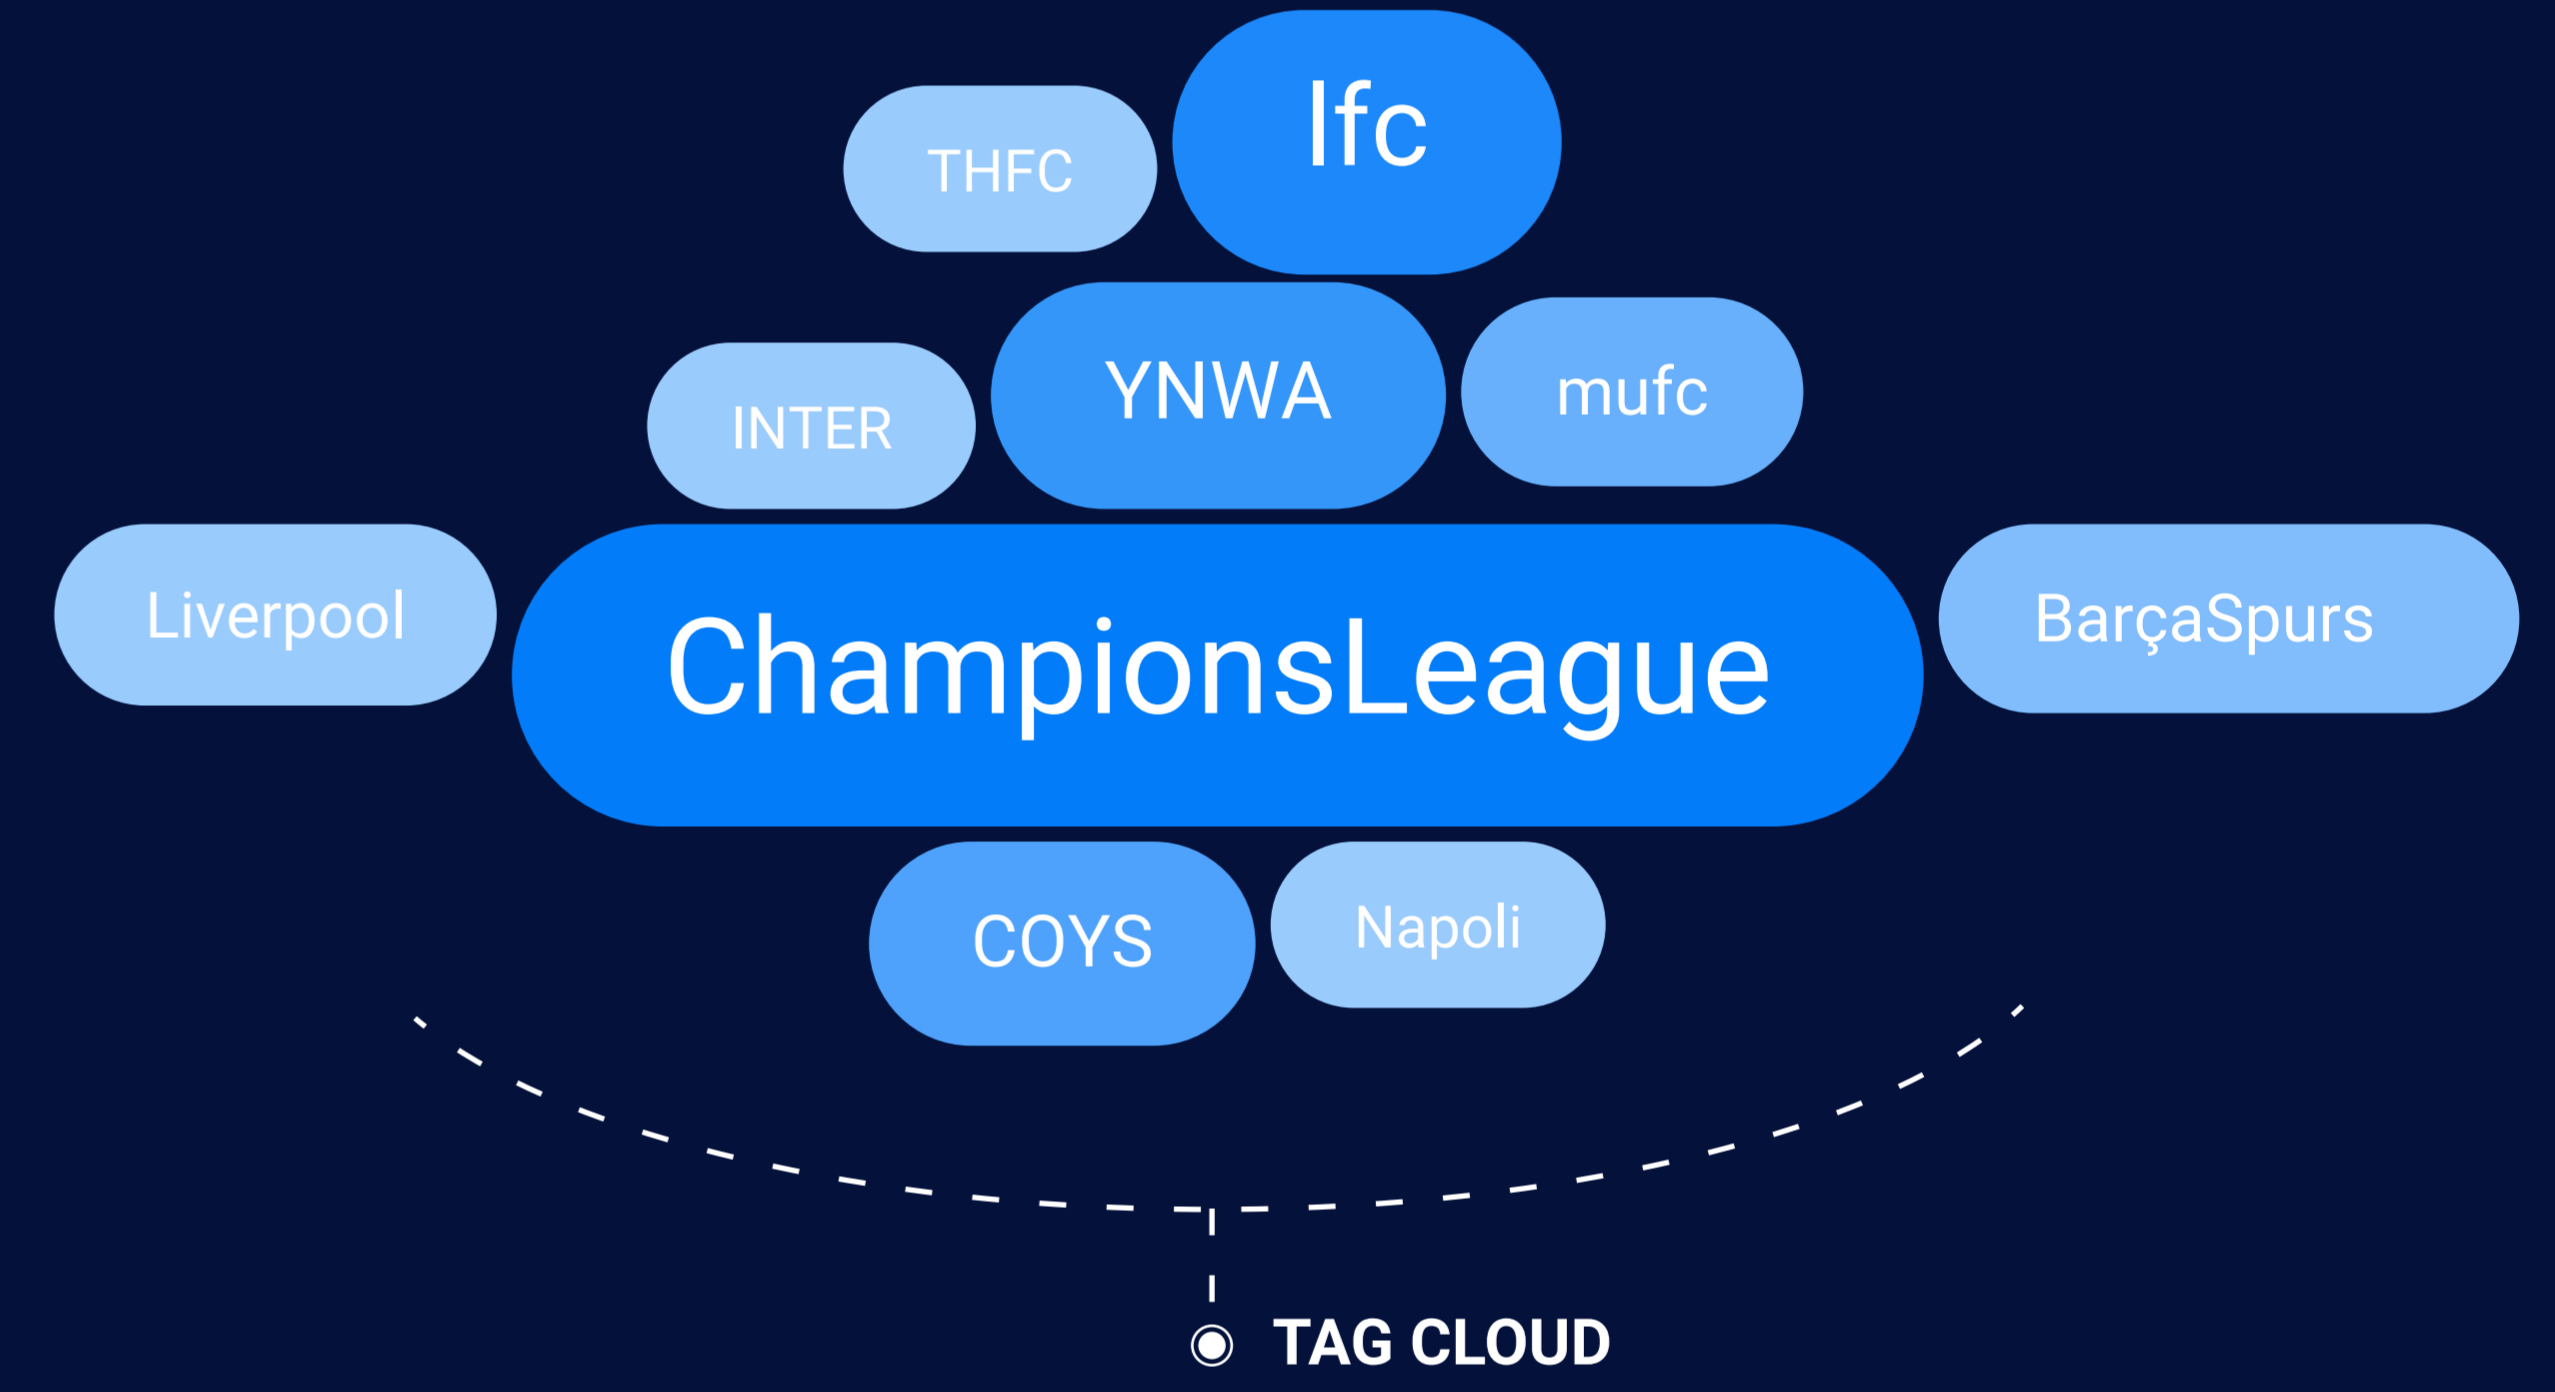 lfc
THFC
YNWA
mufc
INTER
Liverpool
ChampionsLeague
BarçaSpurs
COYS
Napoli
TAG CLOUD